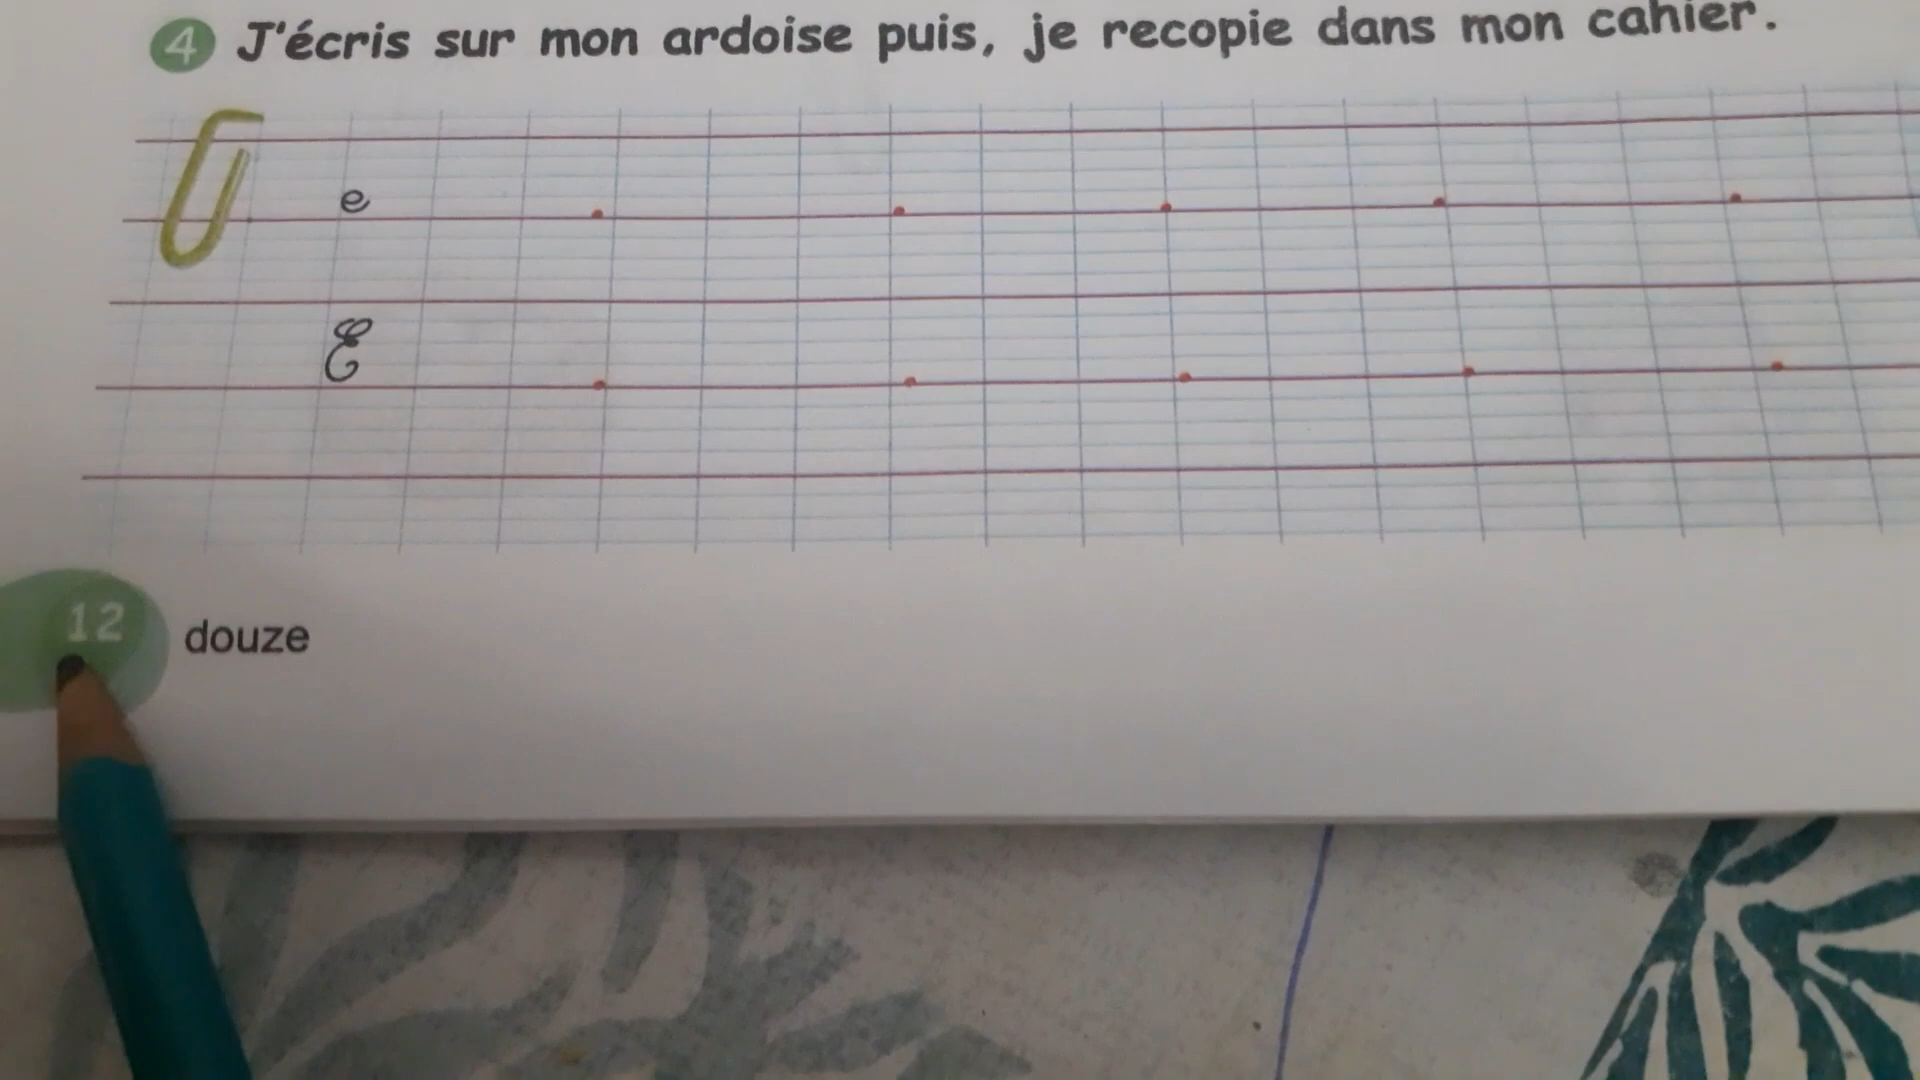 4 J'écris sur mon ardoise puis, je recopie dans mon cahier.
e
E
12 douze